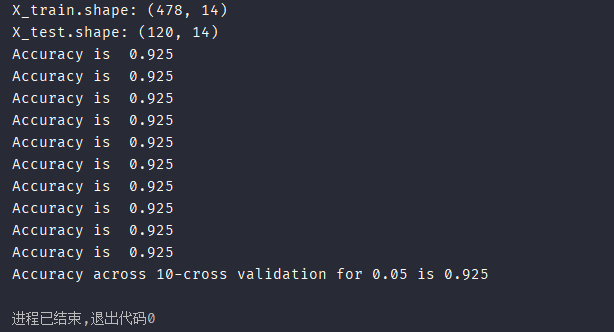 X_train.shape: (478, 14)
X_test.shape: (120, 14)
Accuracy is  0.925
Accuracy is  0.925
Accuracy is  0.925
Accuracy is  0.925
Accuracy is  0.925
Accuracy is  0.925
Accuracy is  0.925
Accuracy is  0.925
Accuracy is  0.925
Accuracy is  0.925
Accuracy across 10-cross validation for 0.05 is 0.925
进程已结束,退出代码0